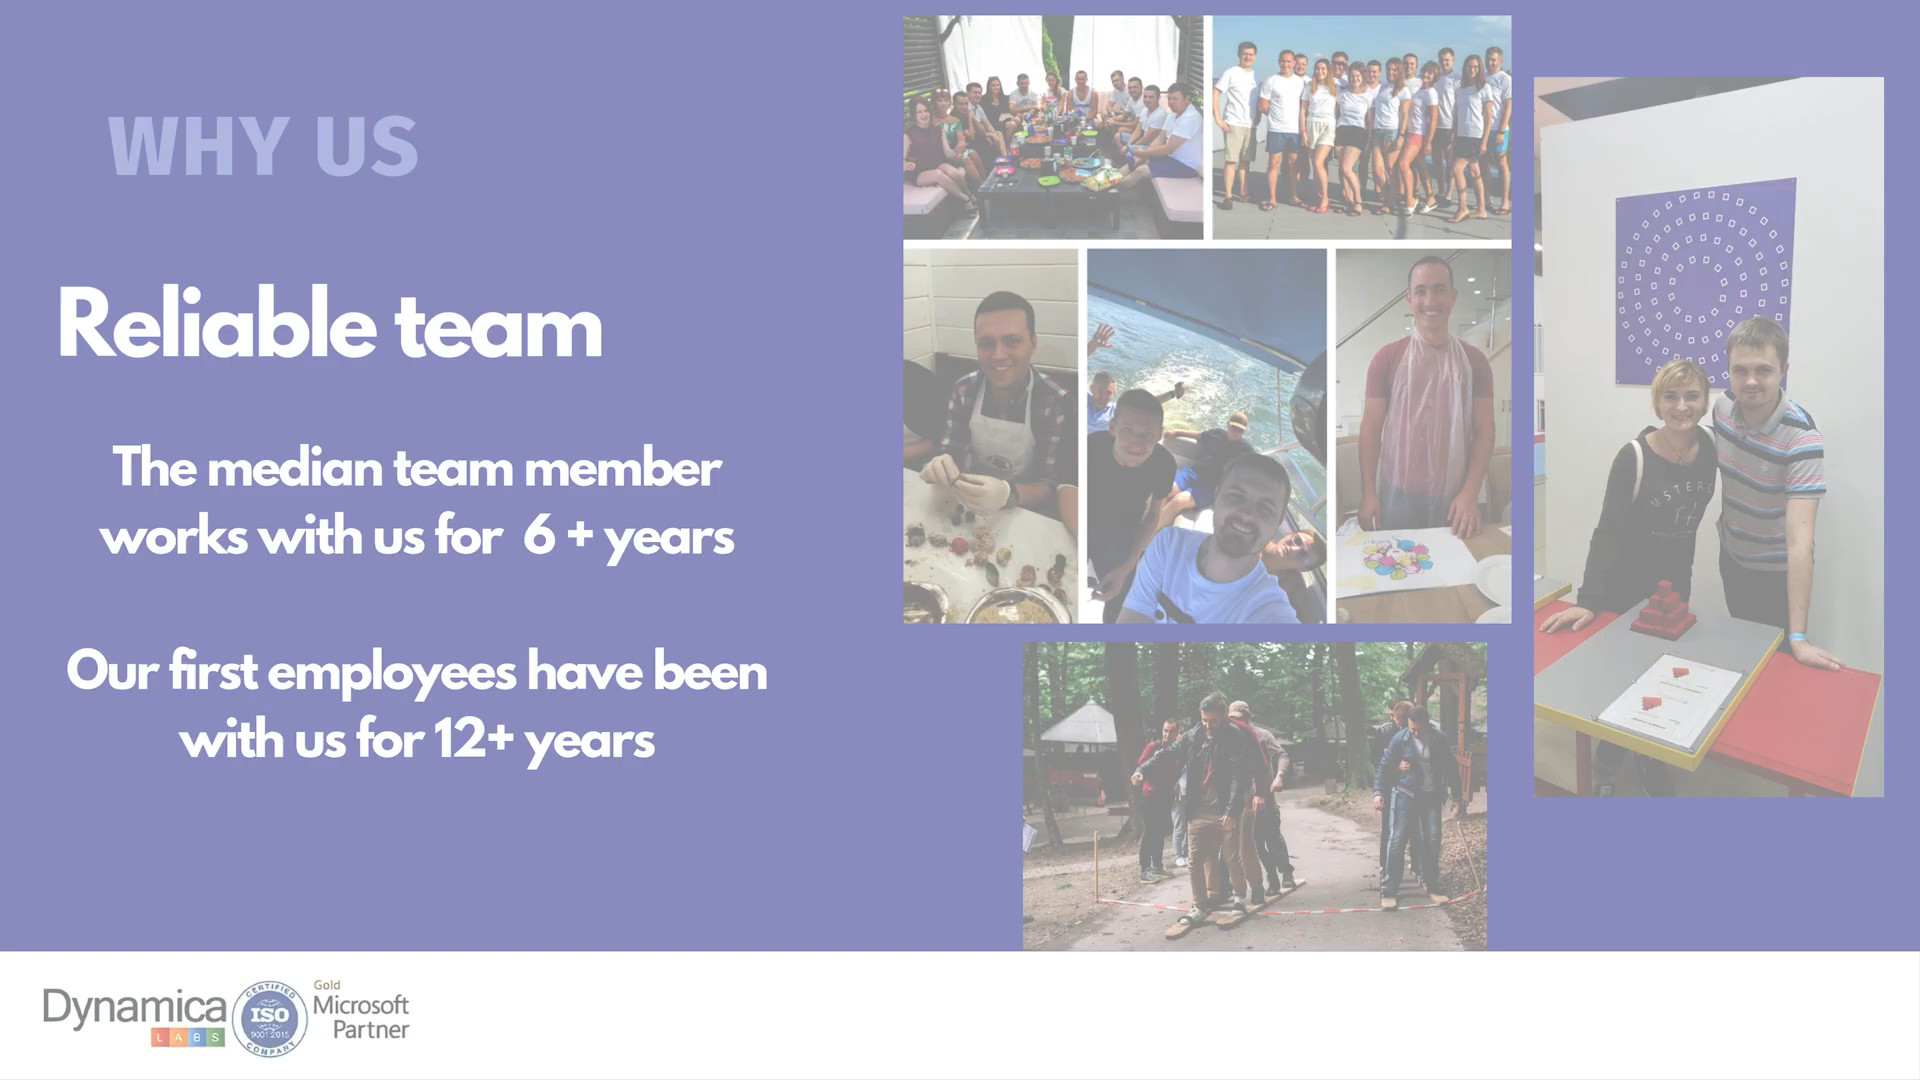 WHY US
Reliable team
The median team member
works with us for 6 + years
Our first employees have been
with us for 12+ years
Dynamica
LABS
CERTIFIED
ISO
9001:2015
COMPANY
Gold
Microsoft
Partner